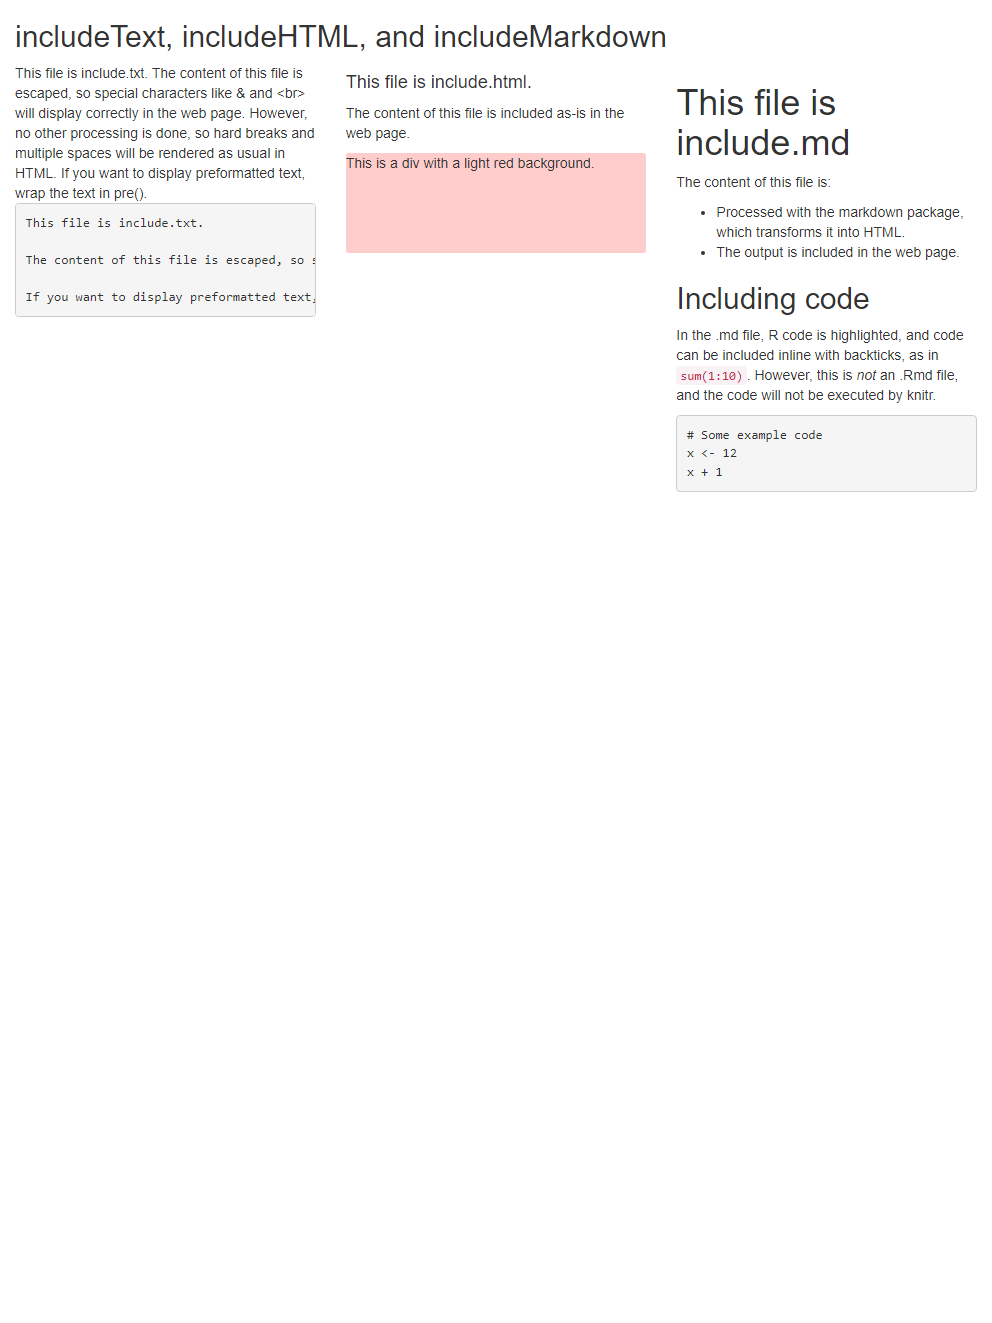 includeText, includeHTML, and includeMarkdown
This file is include.txt. The content of this file is
escaped, so special characters like & and <br>
will display correctly in the web page. However,
no other processing is done, so hard breaks and
multiple spaces will be rendered as usual in
HTML. If you want to display preformatted text,
wrap the text in pre().
This file is include.txt.
The content of this file is escaped, so
If you want to display preformatted text,
This file is include.html.
The content of this file is included as-is in the
web page.
This is a div with a light red background.
This file is
include.md
The content of this file is:
• Processed with the markdown package,
which transforms it into HTML.
• The output is included in the web page.
Including code
In the .md file, R code is highlighted, and code
can be included inline with backticks, as in
sum(1:10). However, this is not an .Rmd file,
and the code will not be executed by knitr.
# Some example code
x <- 12
x + 1